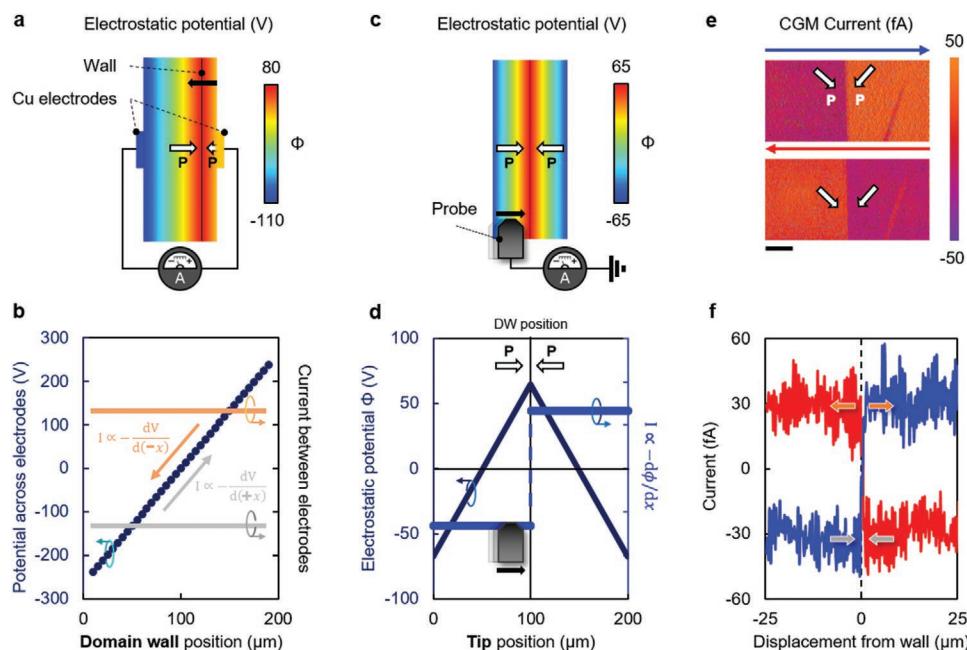 a
Electrostatic potential (V)
Wall
Cu electrodes
80
Φ
-110
P
P
A
c
Electrostatic potential (V)
65
Φ
-65
P
P
Probe
A
e
CGM Current (fA)
50
-50
P
P
b
300
200
100
0
-100
-200
-300
Potential across electrodes
(V)
Current between electrodes
I ∝ − dV/d(−x)
I ∝ − dV/d(+x)
0
100
200
Domain wall position (μm)
d
DW position
P
P
100
50
0
-50
-100
Electrostatic potential Φ (V)
I ∝ −dϕ/dx
0
50
100
150
200
Tip position (μm)
f
60
30
0
-30
-60
Current (fA)
-25
0
25
Displacement from wall (μm)